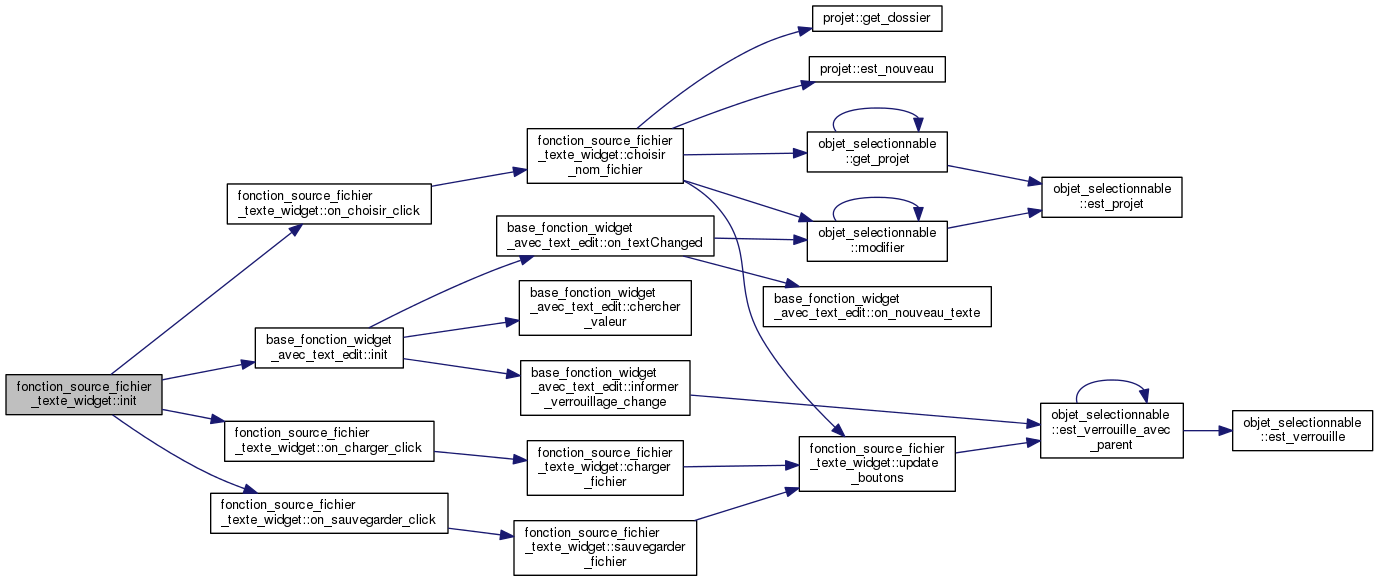 projet::get_dossier
projet::est_nouveau
fonction_source_fichier
_texte_widget::choisir
_nom_fichier
objet_selectionnable
::get_projet
objet_selectionnable
::est_projet
fonction_source_fichier
_texte_widget::on_choisir_click
base_fonction_widget
_avec_text_edit::on_textChanged
objet_selectionnable
::modifier
base_fonction_widget
_avec_text_edit::chercher
_valeur
base_fonction_widget
_avec_text_edit::on_nouveau_texte
base_fonction_widget
_avec_text_edit::init
fonction_source_fichier
_texte_widget::init
base_fonction_widget
_avec_text_edit::informer
_verrouillage_change
objet_selectionnable
::est_verrouille_avec
_parent
objet_selectionnable
::est_verrouille
fonction_source_fichier
_texte_widget::on_charger_click
fonction_source_fichier
_texte_widget::charger
_fichier
fonction_source_fichier
_texte_widget::update
_boutons
fonction_source_fichier
_texte_widget::on_sauvegarder_click
fonction_source_fichier
_texte_widget::sauvegarder
_fichier